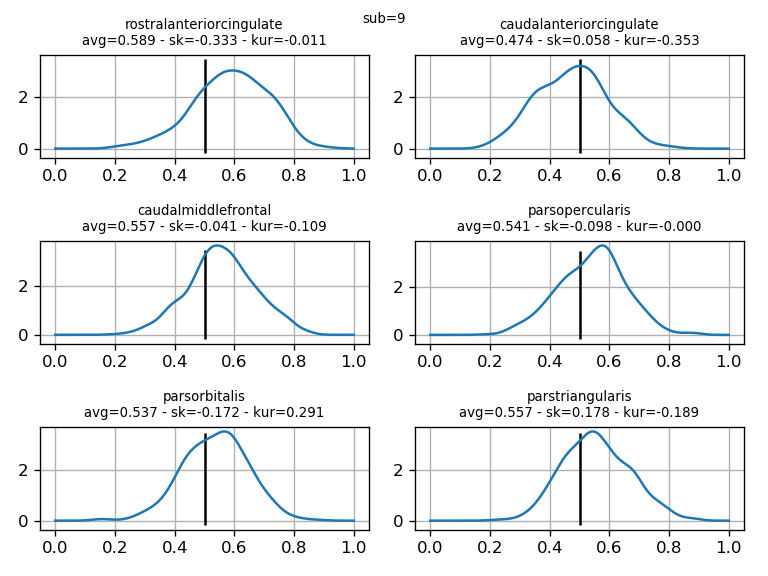 sub=9
rostralanteriorcingulate
avg=0.589 - sk=-0.333 - kur=-0.011
2
0
0.0 0.2 0.4 0.6 0.8 1.0
caudalanteriorcingulate
avg=0.474 - sk=0.058 - kur=-0.353
2
0
0.0 0.2 0.4 0.6 0.8 1.0
caudalmiddlefrontal
avg=0.557 - sk=-0.041 - kur=-0.109
2
0
0.0 0.2 0.4 0.6 0.8 1.0
parsopercularis
avg=0.541 - sk=-0.098 - kur=-0.000
2
0
0.0 0.2 0.4 0.6 0.8 1.0
parsorbitalis
avg=0.537 - sk=-0.172 - kur=0.291
2
0
0.0 0.2 0.4 0.6 0.8 1.0
parstriangularis
avg=0.557 - sk=0.178 - kur=-0.189
2
0
0.0 0.2 0.4 0.6 0.8 1.0